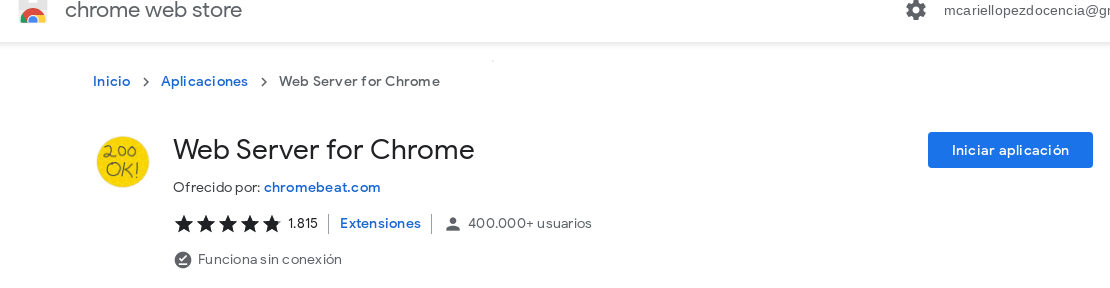 chrome web store
mcariellopezdocencia@gr
Inicio > Aplicaciones > Web Server for Chrome
200
OK!
Web Server for Chrome
Iniciar aplicación
Ofrecido por: chromebeat.com
1.815 | Extensiones | 400.000+ usuarios
Funciona sin conexión